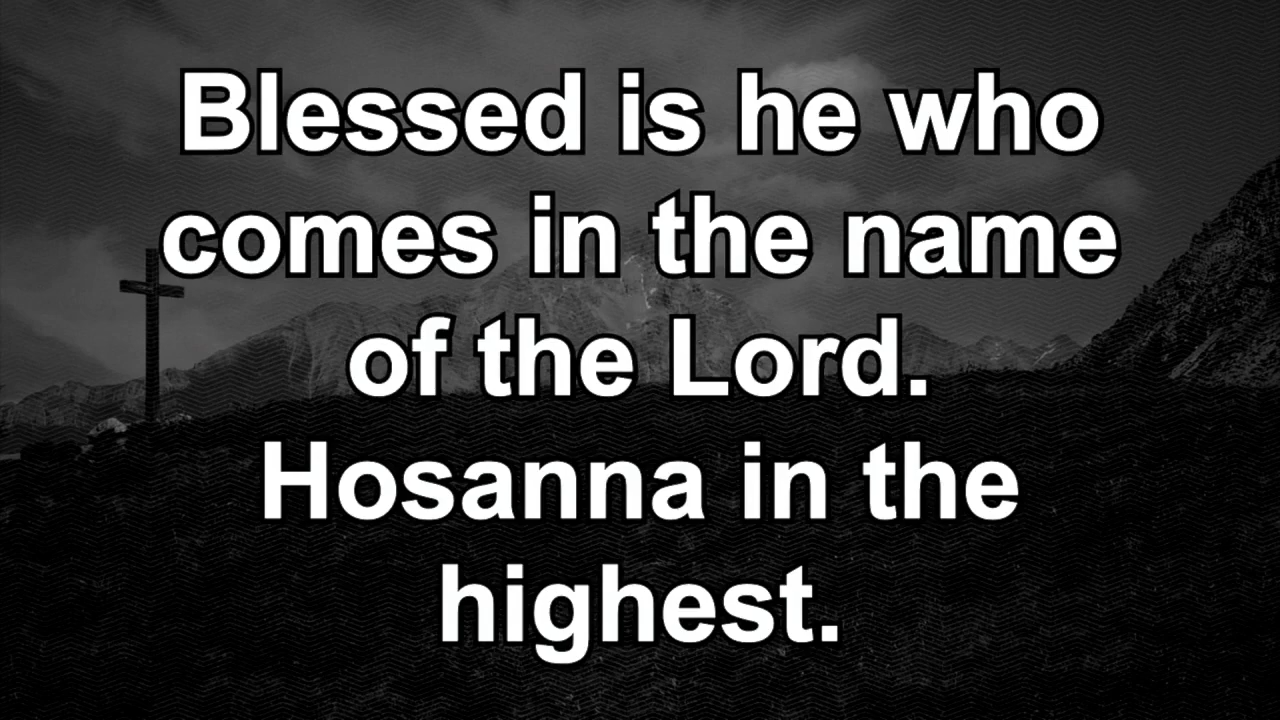 Blessed is he who
comes in the name
of the Lord.
Hosanna in the
highest.